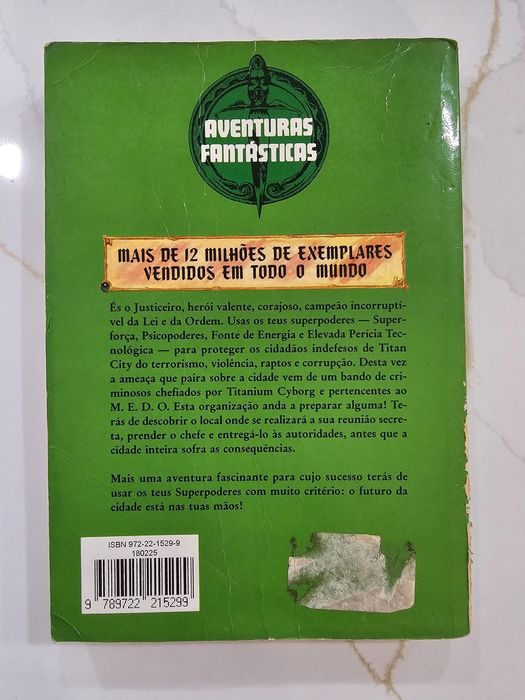 AVENTURAS
FANTÁSTICAS
MAIS DE 12 MILHÕES DE EXEMPLARES
VENDIDOS EM TODO O MUNDO
És o Justiceiro, herói valente, corajoso, campeão incorruptí-
vel da Lei e da Ordem. Usas os teus superpoderes — Super-
força, Psicopoderes, Fonte de Energia e Elevada Perícia Tec-
nológica — para proteger os cidadãos indefesos de Titan
City do terrorismo, violência, raptos e corrupção. Desta vez
a ameaça que paira sobre a cidade vem de um bando de cri-
minosos chefiados por Titanium Cyborg e pertencentes ao
M. E. D. O. Esta organização anda a preparar alguma! Te-
rás de descobrir o local onde se realizará a sua reunião secre-
ta, prender o chefe e entregá-lo às autoridades, antes que a
cidade inteira sofra as consequências.
Mais uma aventura fascinante para cujo sucesso terás de
usar os teus Superpoderes com muito critério: o futuro da
cidade está nas tuas mãos!
ISBN 972-22-1529-9
180225
9 789722 215299